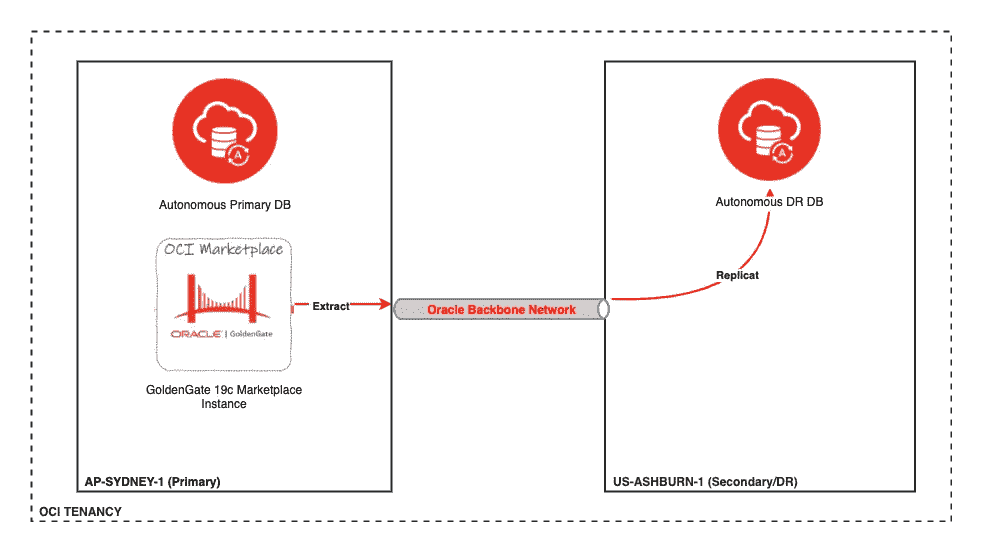 Autonomous Primary DB
OCI Marketplace
ORACLE | GoldenGate
GoldenGate 19c Marketplace
Instance
AP-SYDNEY-1 (Primary)
Extract
Oracle Backbone Network
A
A
Autonomous DR DB
Replicat
US-ASHBURN-1 (Secondary/DR)
OCI TENANCY